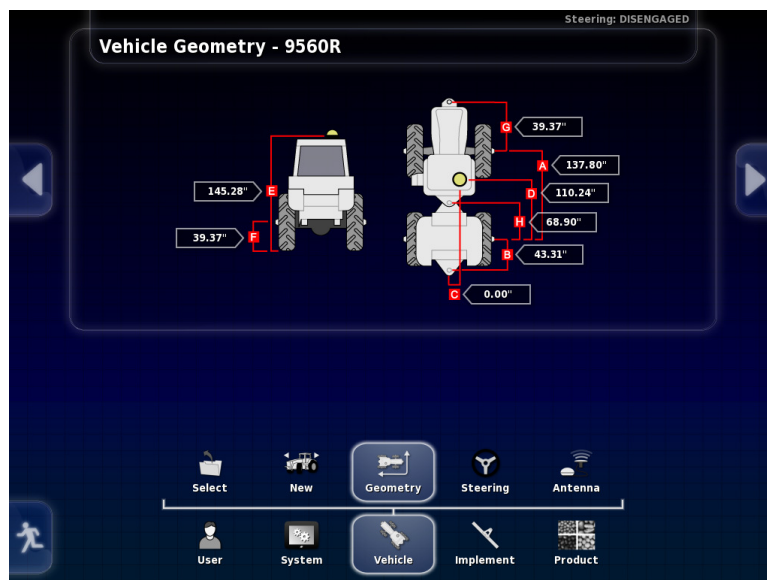 Steering: DISENGAGED
Vehicle Geometry - 9560R
G 39.37"
A 137.80"
145.28" E
D 110.24"
H 68.90"
39.37" F
B 43.31"
C 0.00"
Select New Geometry Steering Antenna
User System Vehicle Implement Product